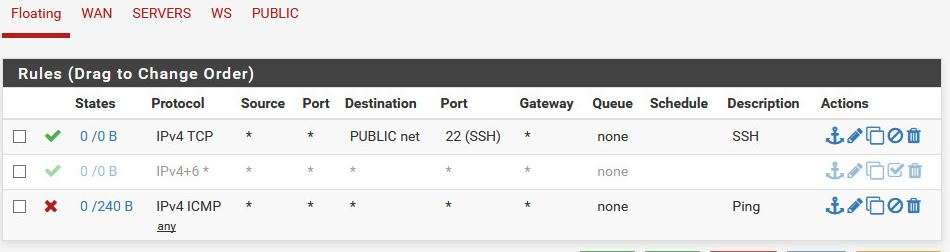 Floating WAN SERVERS WS PUBLIC
Rules (Drag to Change Order)
States Protocol Source Port Destination Port Gateway Queue Schedule Description Actions
0 /0 B IPv4 TCP * * PUBLIC net 22 (SSH) * none SSH
0 /0 B IPv4+6 * * * * * * none
0 /240 B IPv4 ICMP * * * * * none Ping
any